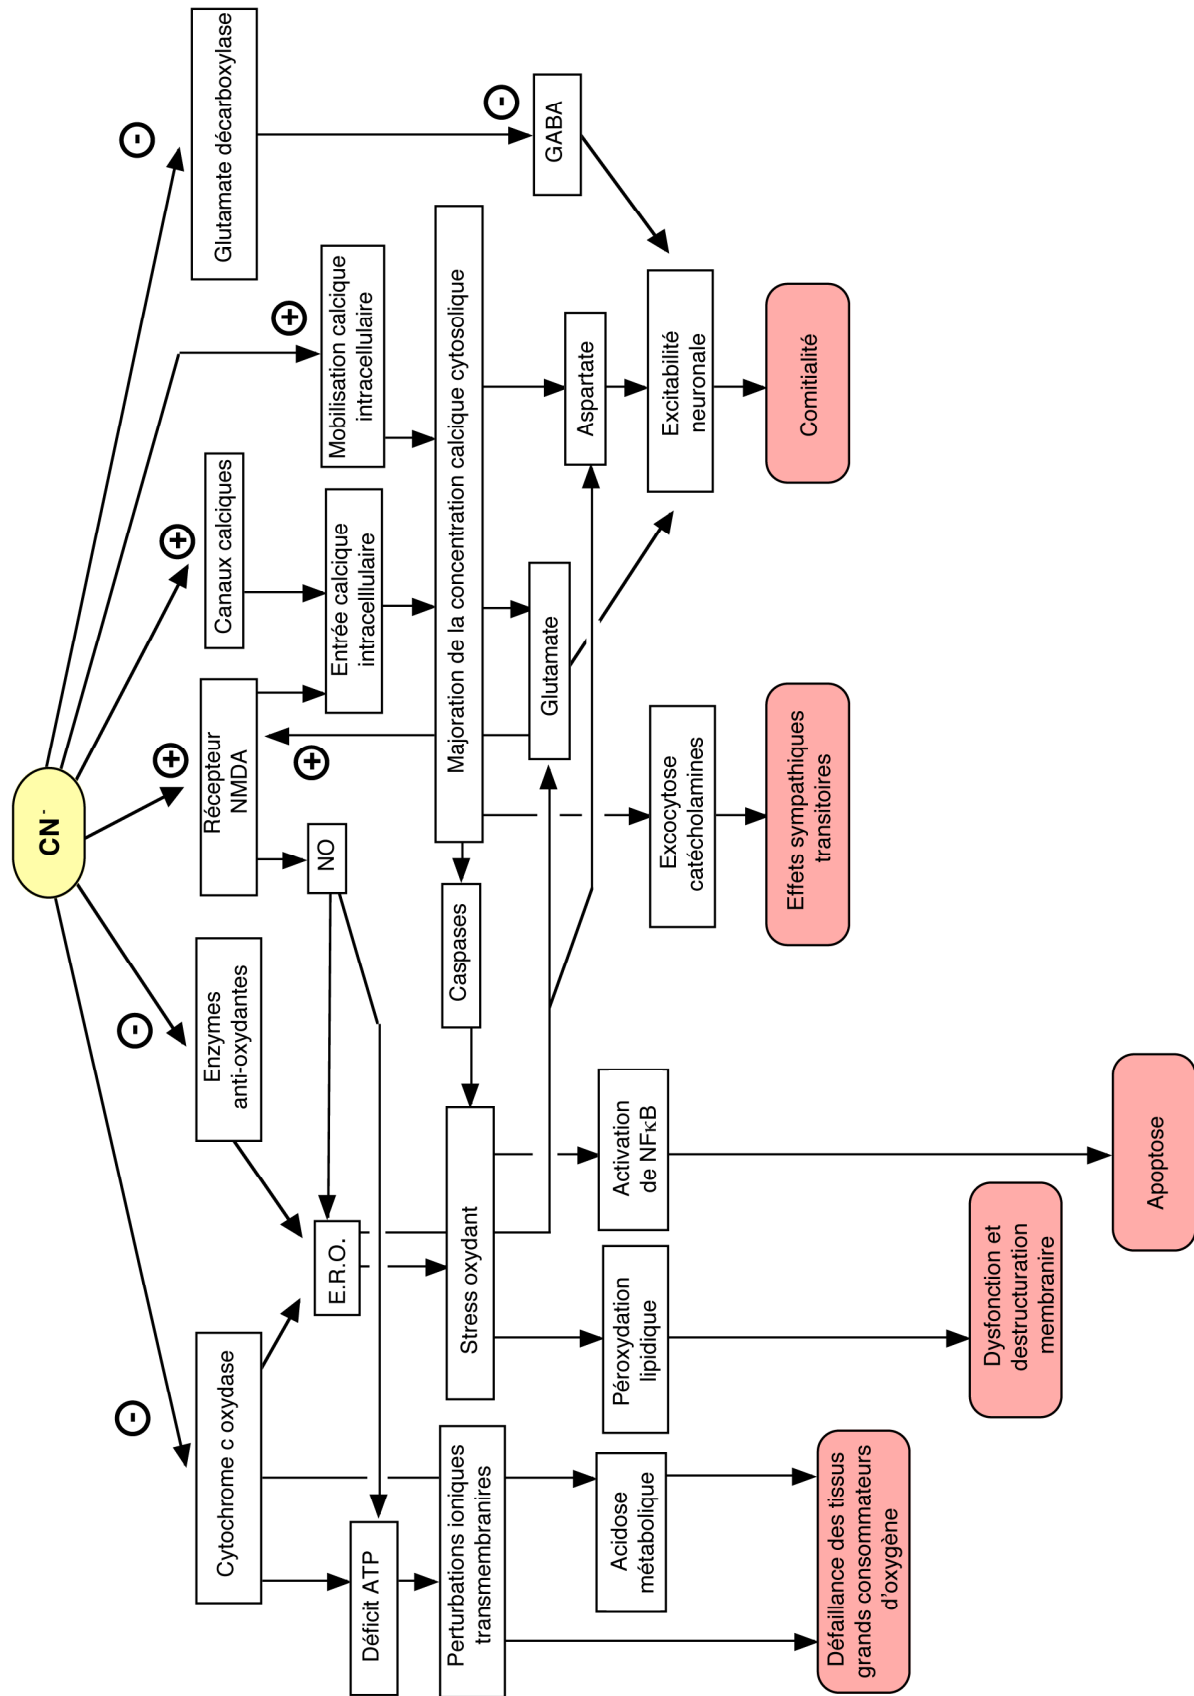 CN-
-
-
+
+
+
-
Cytochrome c oxydase
Enzymes
anti-oxydantes
Récepteur
NMDA
Canaux calciques
Glutamate décarboxylase
+
E.R.O.
NO
Entrée calcique
intracelllulaire
Mobilisation calcique
intracellulaire
Déficit ATP
Perturbations ioniques
transmembranires
Stress oxydant
Caspases
Majoration de la concentration calcique cytosolique
-
GABA
Glutamate
Aspartate
Acidose
métabolique
Péroxydation
lipidique
Activation
de NFκB
Excocytose
catécholamines
Excitabilité
neuronale
Effets sympathiques
transitoires
Comitialité
Défaillance des tissus
grands consommateurs
d'oxygène
Dysfonction et
destructuration
membranire
Apoptose